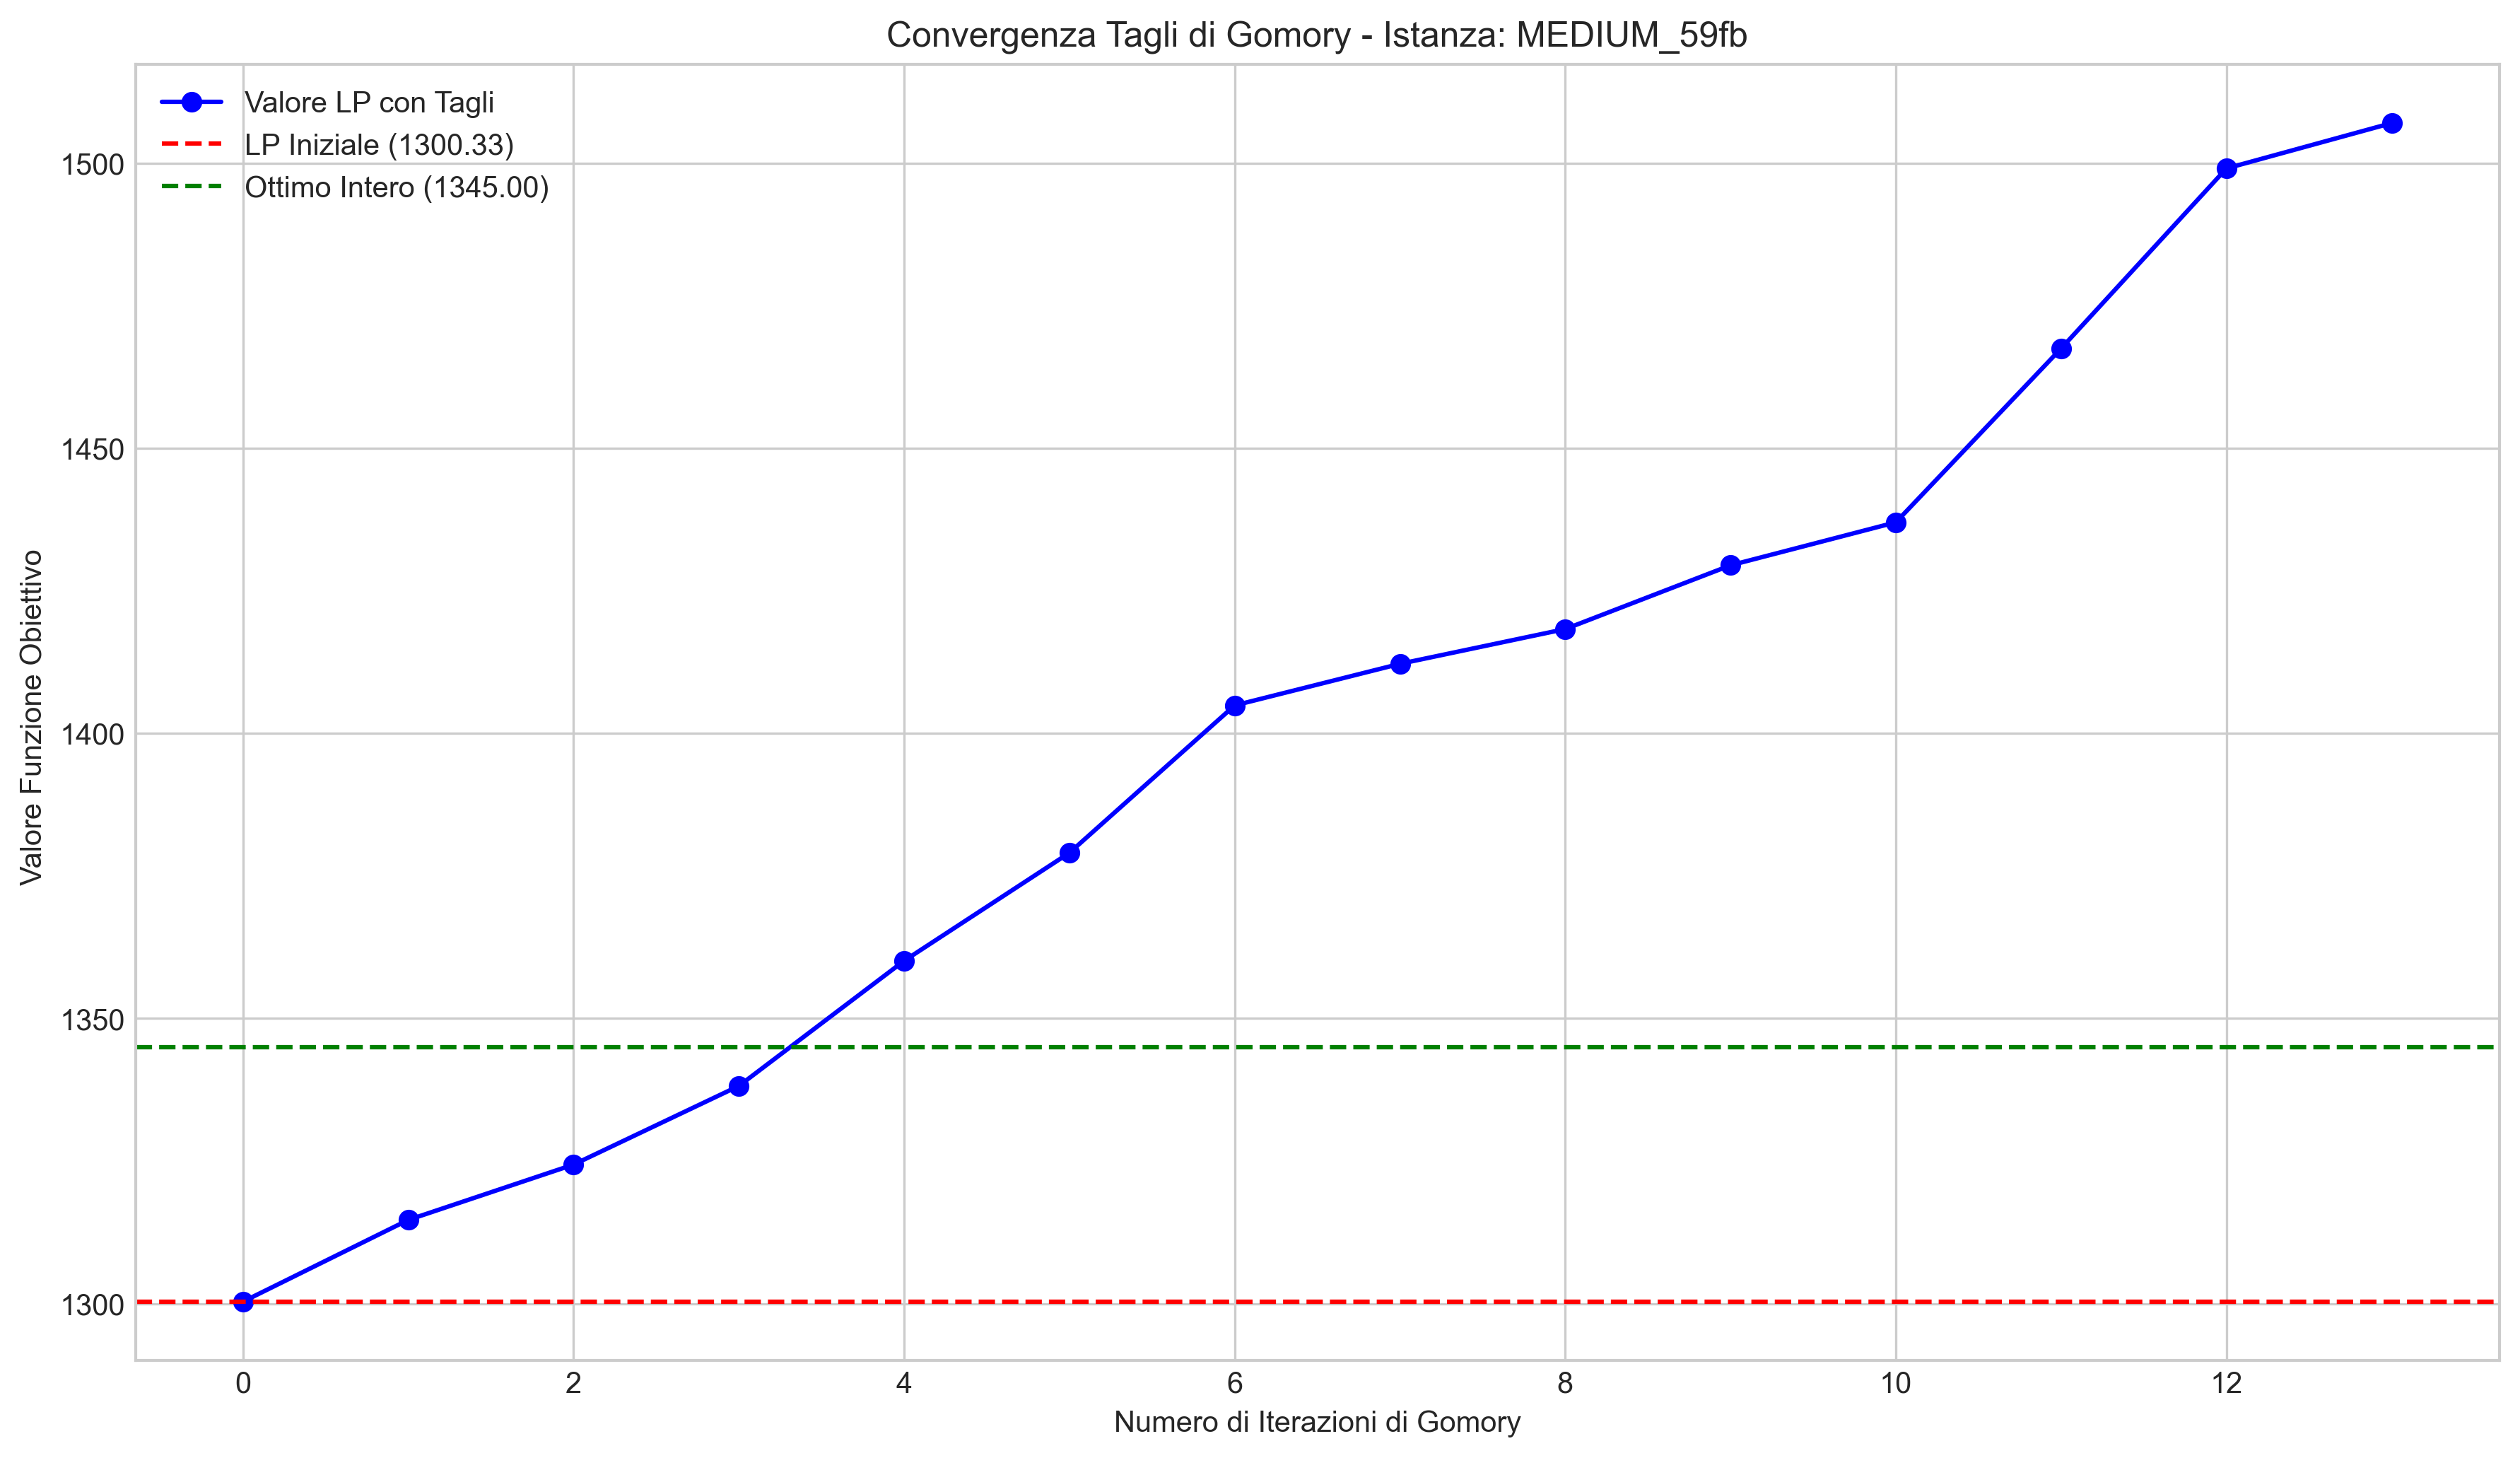 Convergenza Tagli di Gomory - Istanza: MEDIUM_59fb
Valore LP con Tagli
LP Iniziale (1300.33)
Ottimo Intero (1345.00)
Valore Funzione Obiettivo
1500
1450
1400
1350
1300
0 2 4 6 8 10 12
Numero di Iterazioni di Gomory